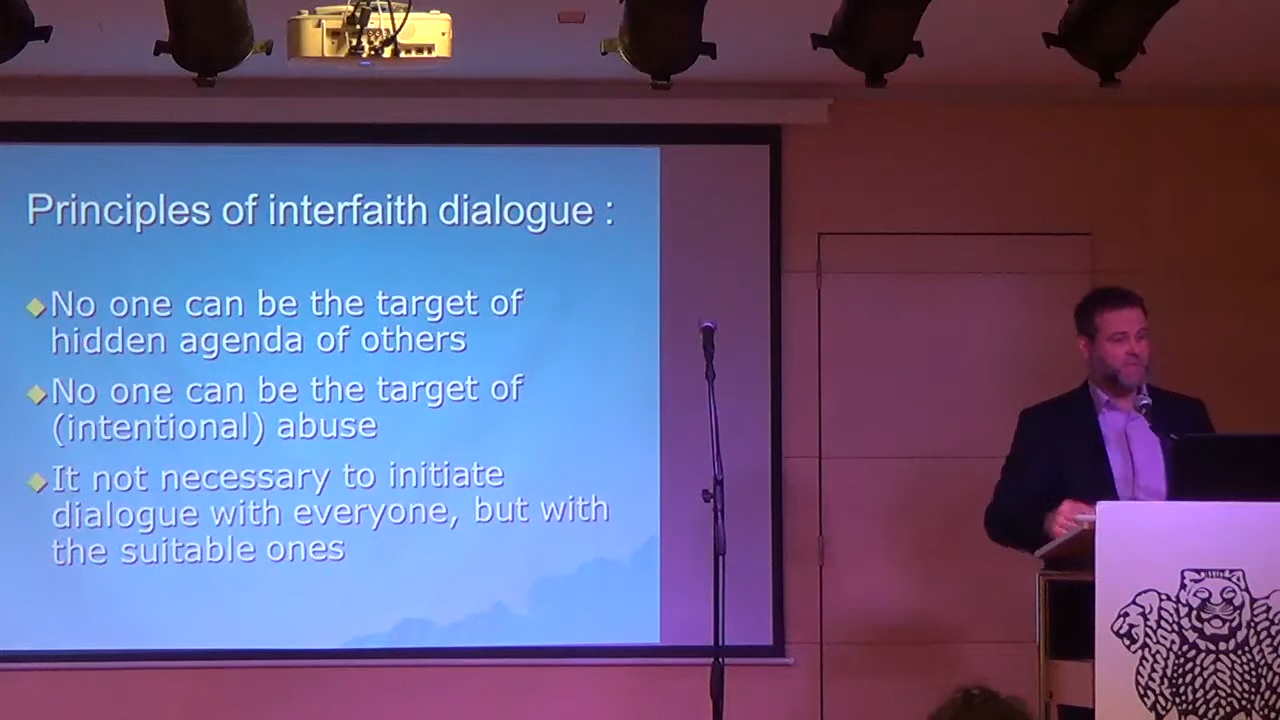 Principles of interfaith dialogue :
No one can be the target of
hidden agenda of others
No one can be the target of
(intentional) abuse
It not necessary to initiate
dialogue with everyone, but with
the suitable ones